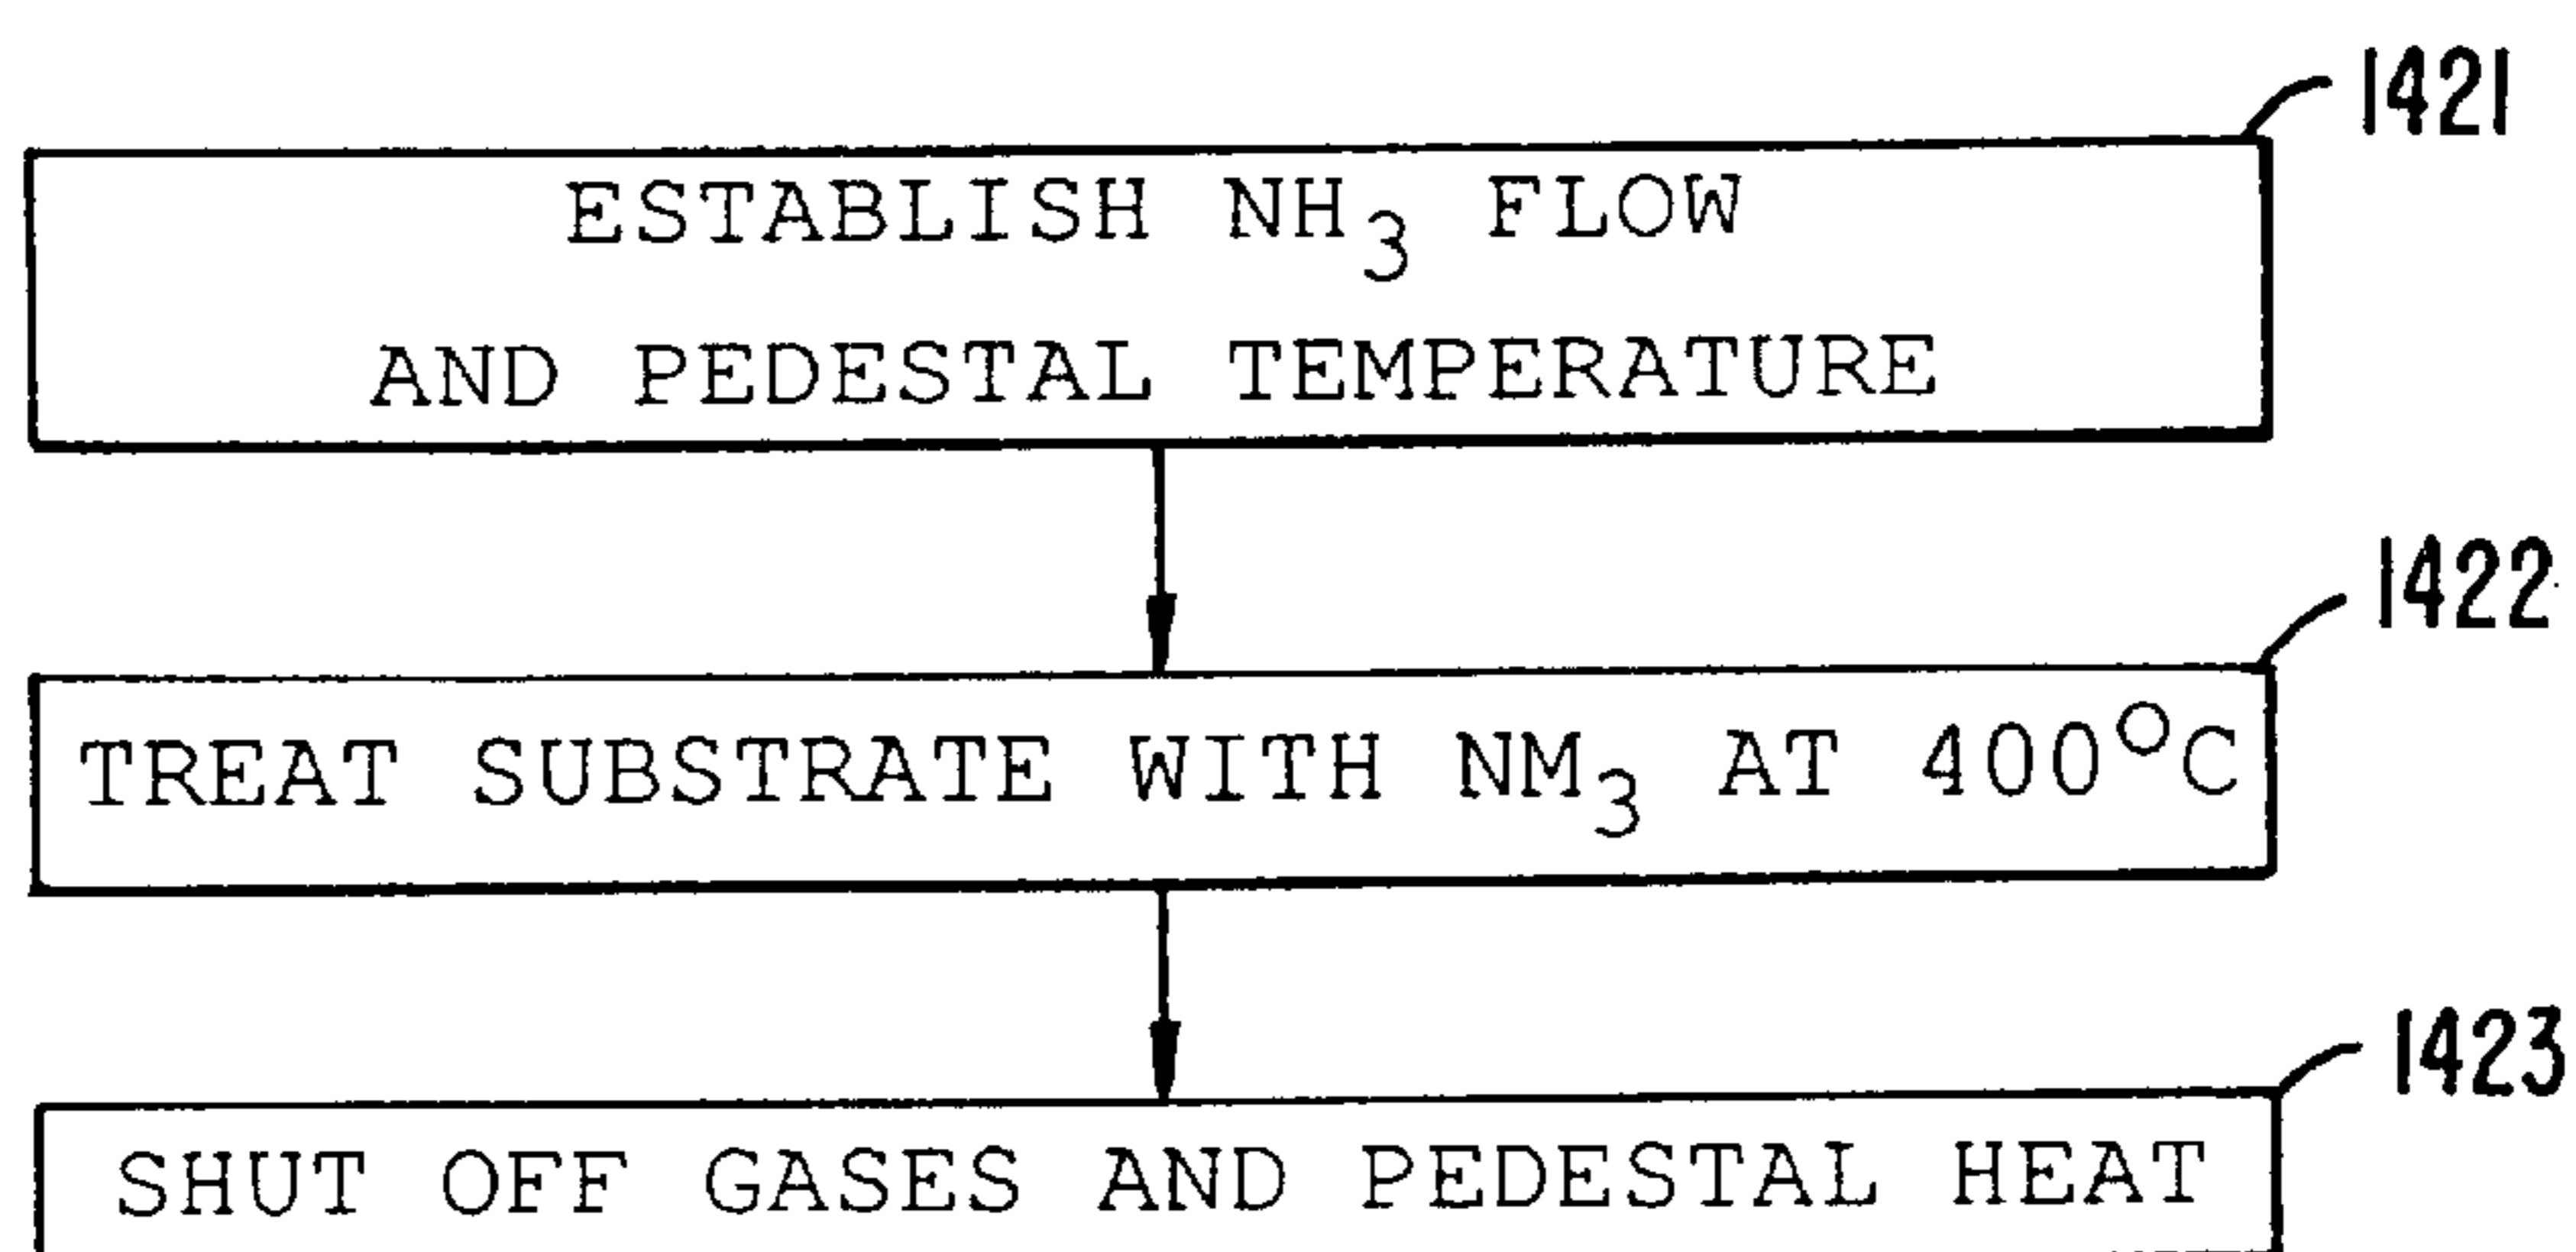 1421
ESTABLISH NH3 FLOW
AND PEDESTAL TEMPERATURE
1422
TREAT SUBSTRATE WITH NM3 AT 400°C
1423
SHUT OFF GASES AND PEDESTAL HEAT